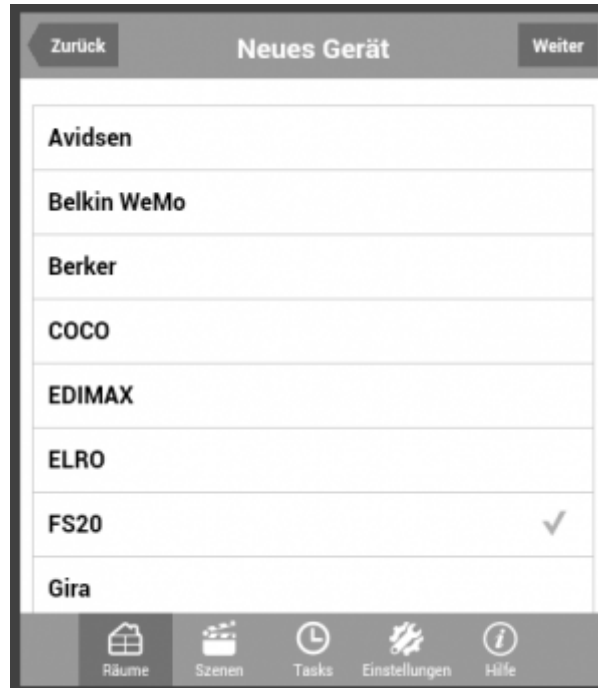 Zurück
Neues Gerät
Weiter
Avidsen
Belkin WeMo
Berker
COCO
EDIMAX
ELRO
FS20
Gira
Räume
Szenen
Tasks
Einstellungen
Hilfe